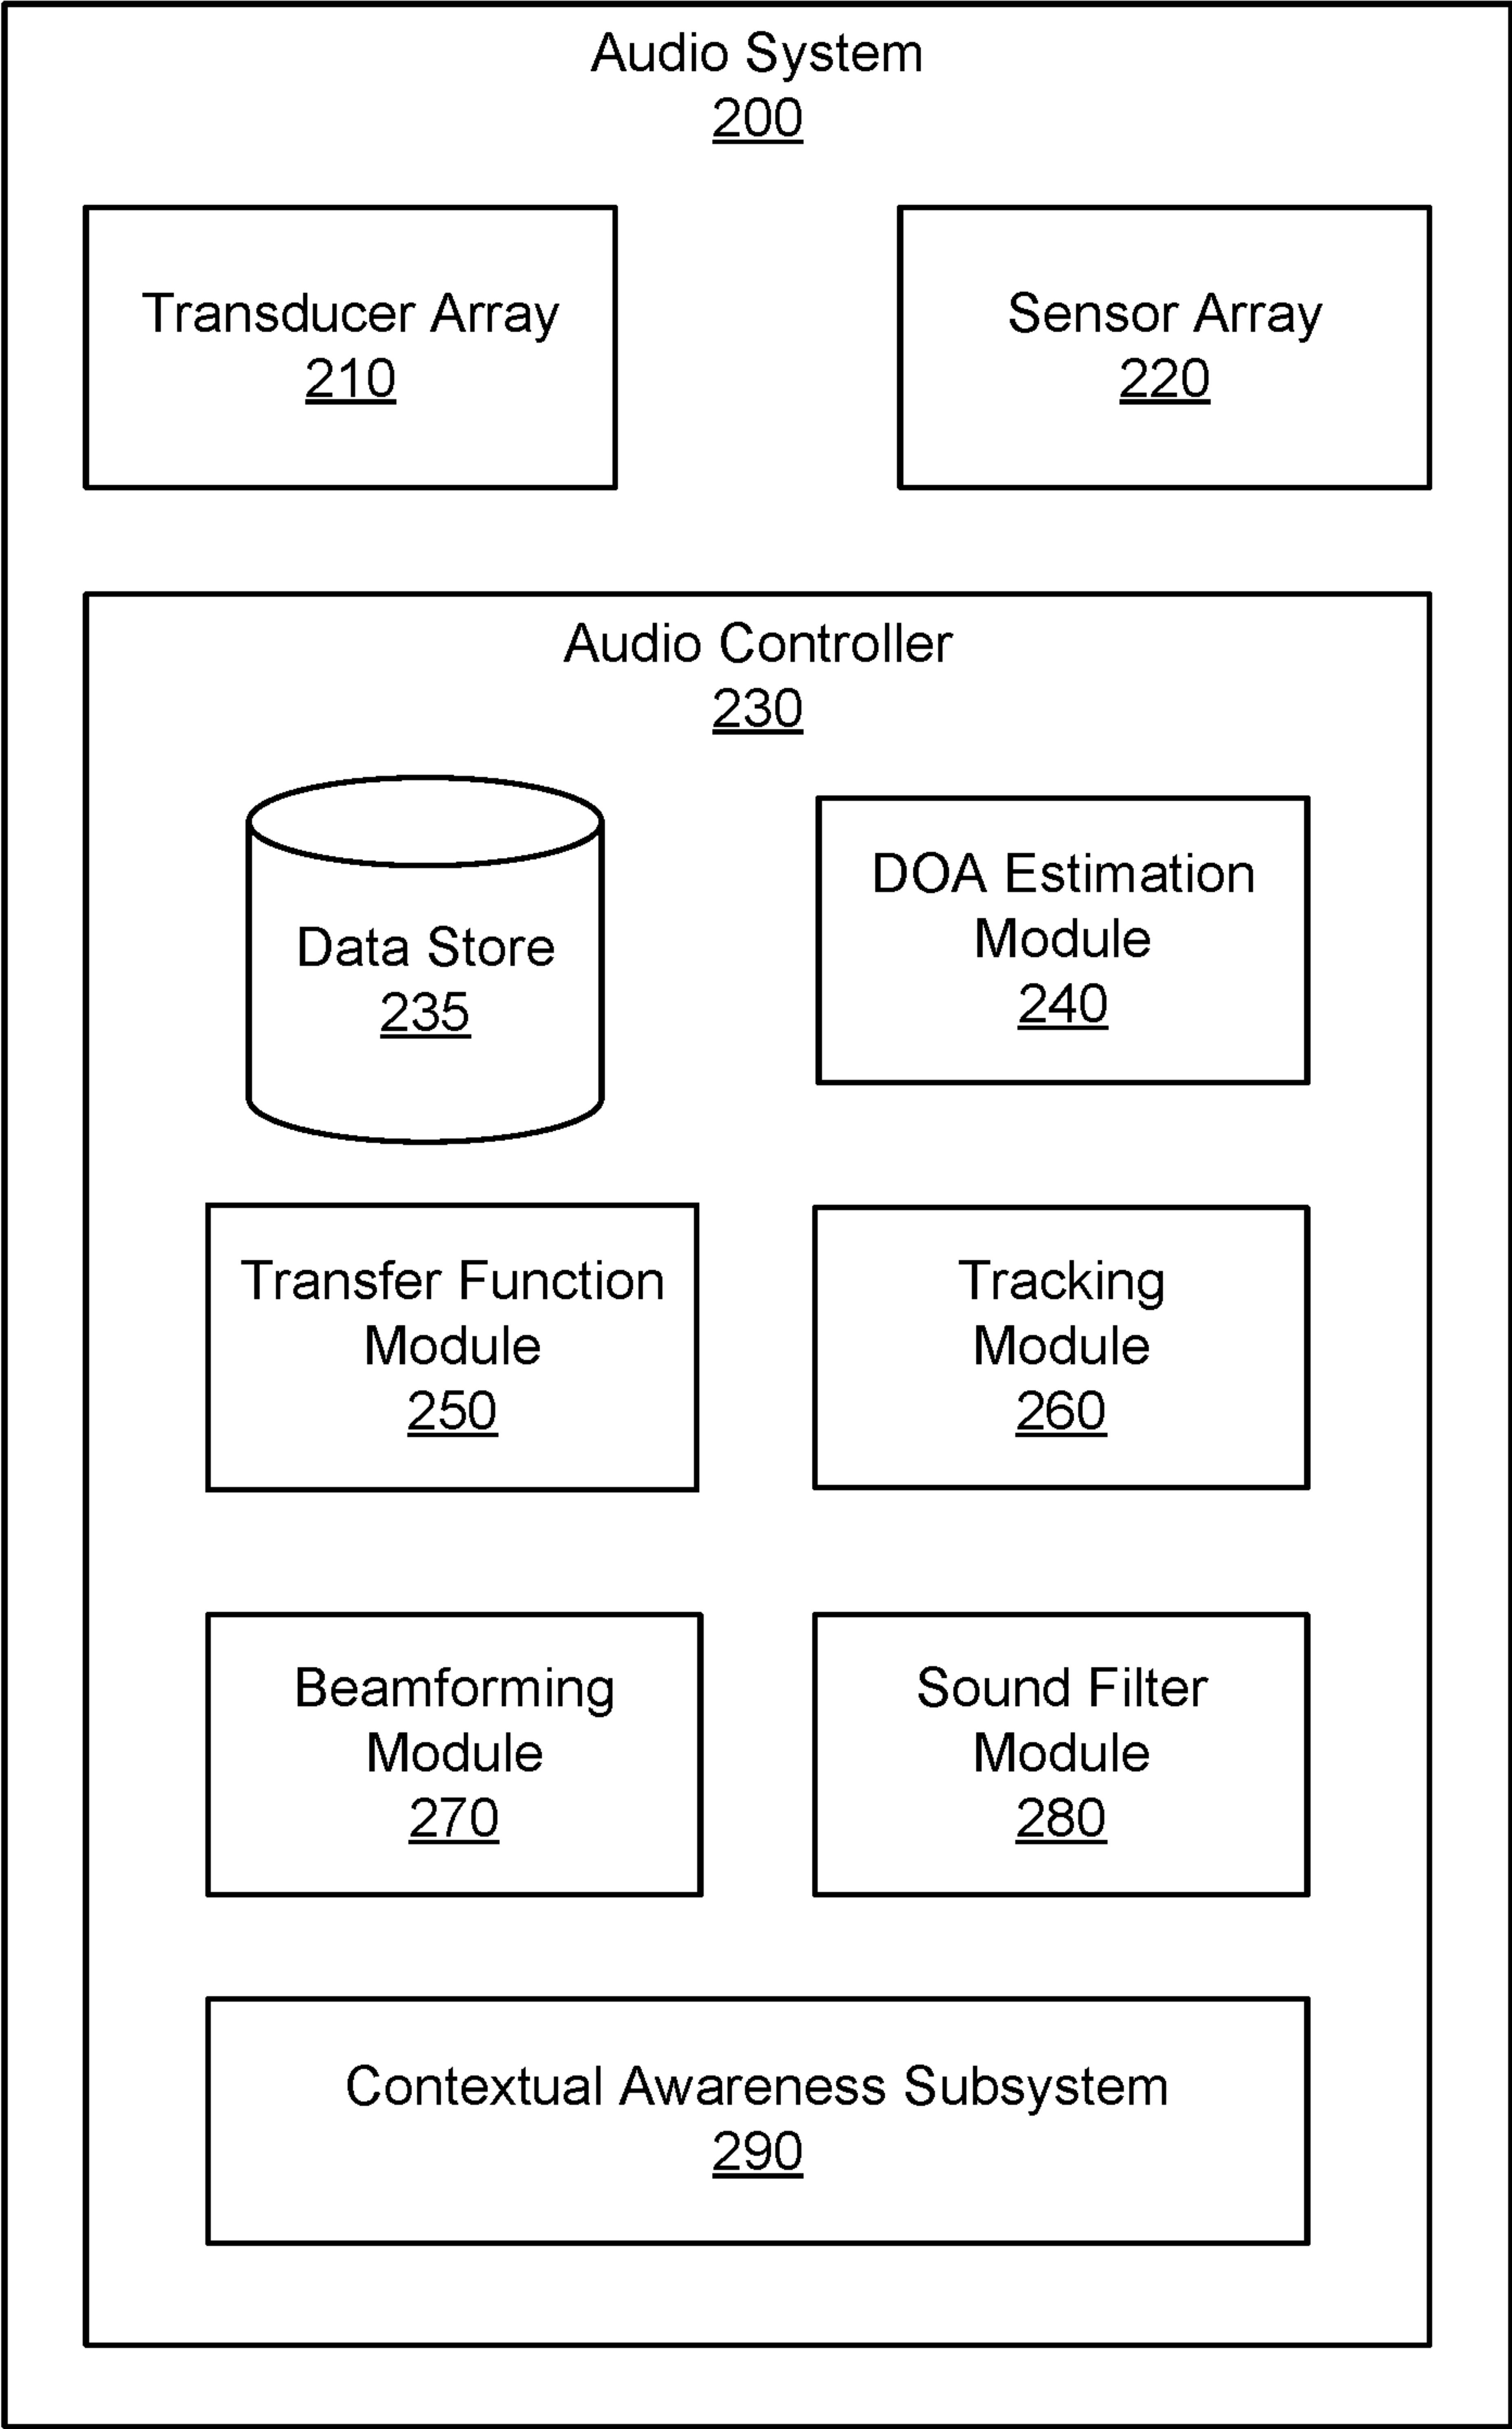 Audio System
200
Transducer Array
210
Sensor Array
220
Audio Controller
230
Data Store
235
DOA Estimation
Module
240
Transfer Function
Module
250
Tracking
Module
260
Beamforming
Module
270
Sound Filter
Module
280
Contextual Awareness Subsystem
290